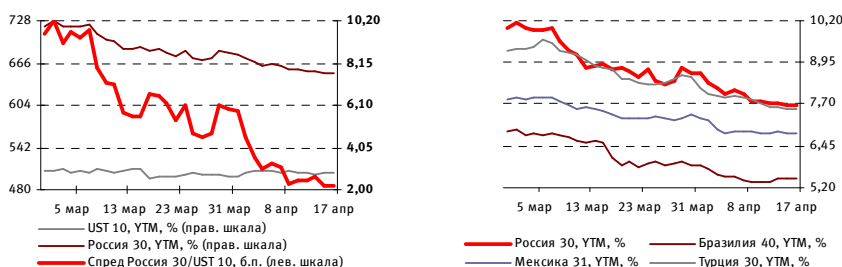 728
666
604
542
480
10,20
8,15
6,10
4,05
2,00
5 мар 13 мар 23 мар 31 мар 8 апр 17 апр
UST 10, YTM, % (прав. шкала)
Россия 30, YTM, % (прав. шкала)
Спред Россия 30/UST 10, б.п. (лев. шкала)
10,20
8,95
7,70
6,45
5,20
5 мар 13 мар 23 мар 31 мар 8 апр 17 апр
Россия 30, YTM, % Бразилия 40, YTM, %
Мексика 31, YTM, % Турция 30, YTM, %